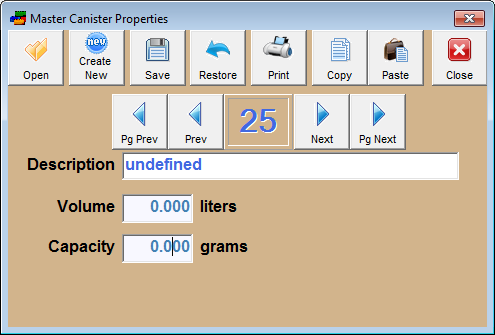 Master Canister Properties
Open
new
Create
New
Save
Restore
Print
Copy
Paste
Close
Pg Prev
Prev
25
Next
Pg Next
Description undefined
Volume 0.000 liters
Capacity 0.000 grams